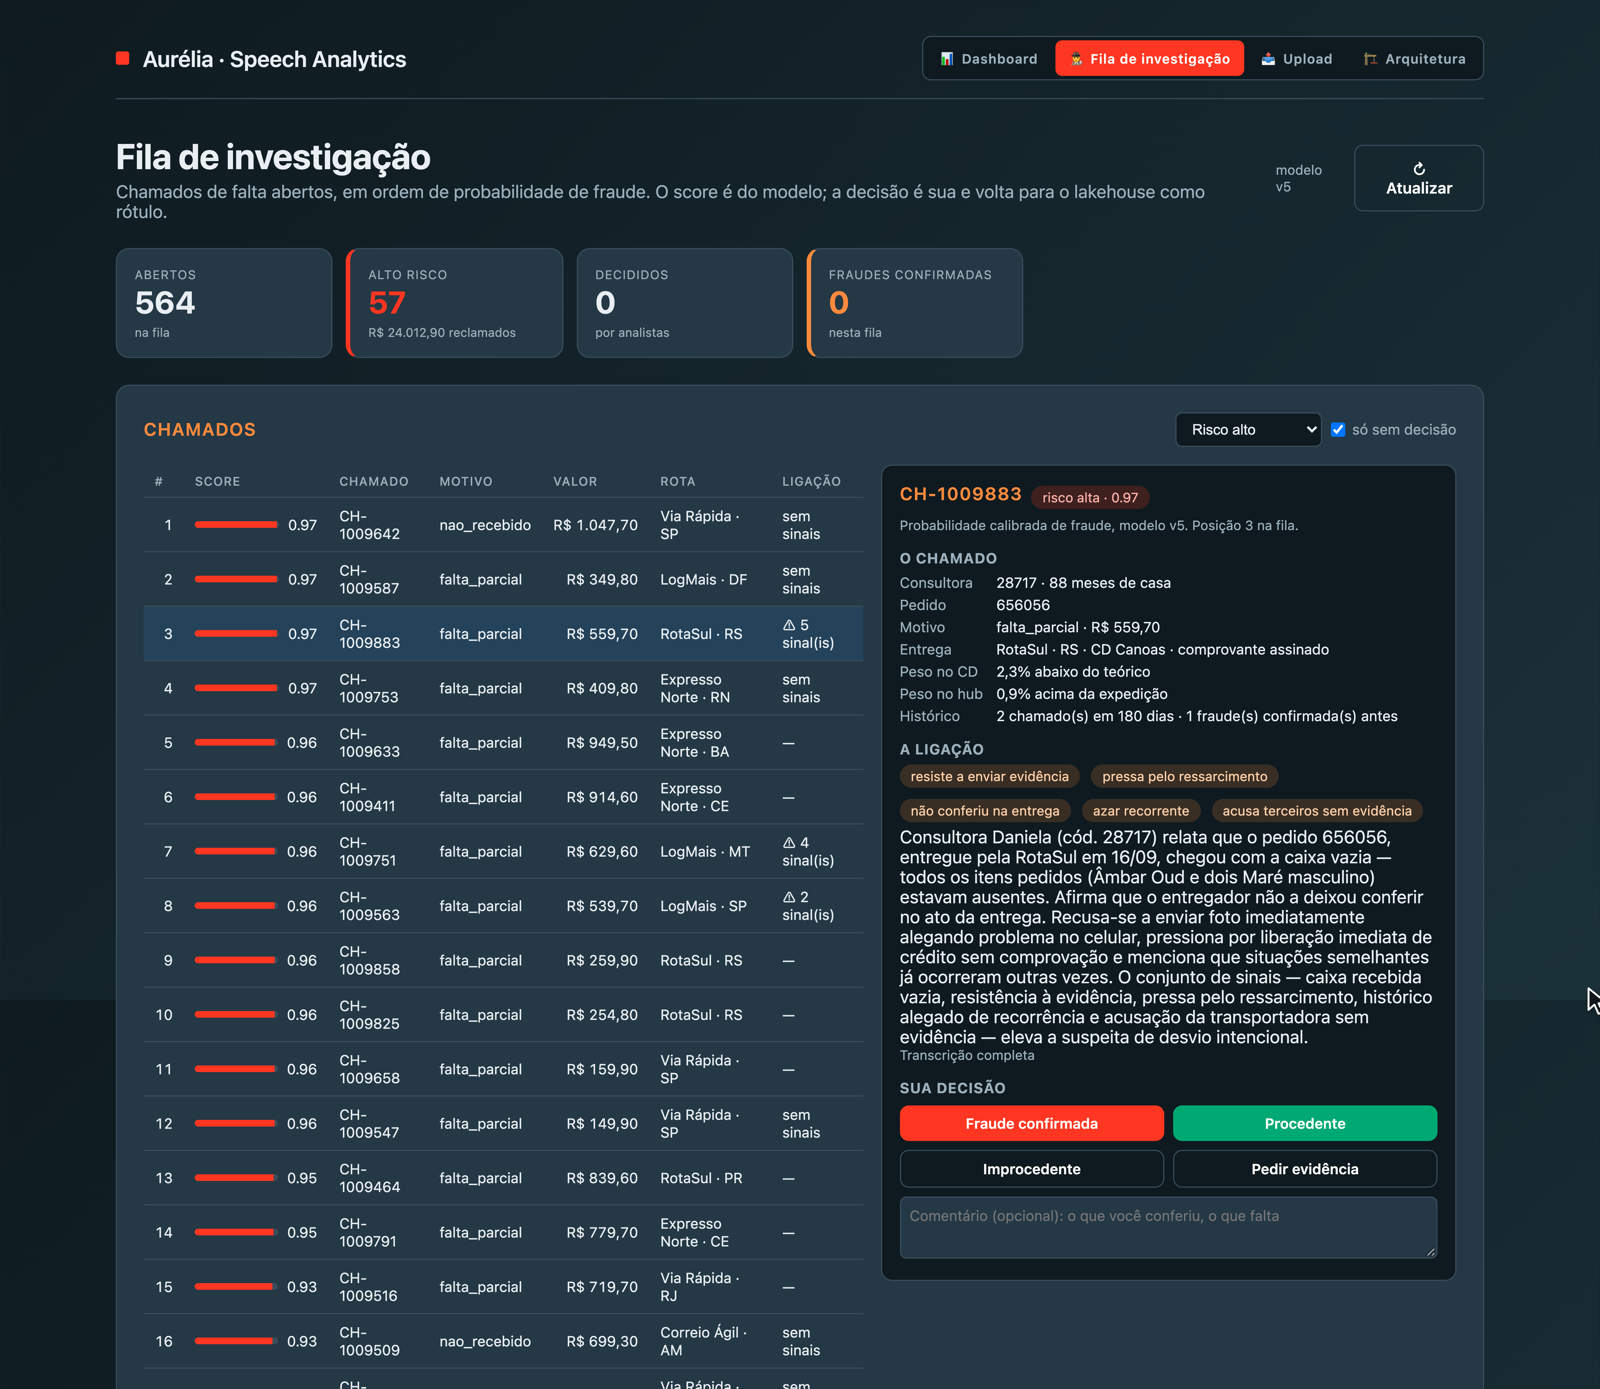 Aurélia · Speech Analytics
📊 Dashboard
🕵️ Fila de investigação
📤 Upload
🏗️ Arquitetura
Fila de investigação
Chamados de falta abertos, em ordem de probabilidade de fraude. O score é do modelo; a decisão é sua e volta para o lakehouse como
rótulo.
modelo
v5
↻
Atualizar
ABERTOS
564
na fila
ALTO RISCO
57
R$ 24.012,90 reclamados
DECIDIDOS
0
por analistas
FRAUDES CONFIRMADAS
0
nesta fila
CHAMADOS
Risco alto
só sem decisão
# SCORE CHAMADO MOTIVO VALOR ROTA LIGAÇÃO
1 0.97 CH-1009642 nao_recebido R$ 1.047,70 Via Rápida · SP sem sinais
2 0.97 CH-1009587 falta_parcial R$ 349,80 LogMais · DF sem sinais
3 0.97 CH-1009883 falta_parcial R$ 559,70 RotaSul · RS ⚠ 5 sinal(is)
4 0.97 CH-1009753 falta_parcial R$ 409,80 Expresso Norte · RN sem sinais
5 0.96 CH-1009633 falta_parcial R$ 949,50 Expresso Norte · BA —
6 0.96 CH-1009411 falta_parcial R$ 914,60 Expresso Norte · CE —
7 0.96 CH-1009751 falta_parcial R$ 629,60 LogMais · MT ⚠ 4 sinal(is)
8 0.96 CH-1009563 falta_parcial R$ 539,70 LogMais · SP ⚠ 2 sinal(is)
9 0.96 CH-1009858 falta_parcial R$ 259,90 RotaSul · RS —
10 0.96 CH-1009825 falta_parcial R$ 254,80 RotaSul · RS —
11 0.96 CH-1009658 falta_parcial R$ 159,90 Via Rápida · SP —
12 0.96 CH-1009547 falta_parcial R$ 149,90 Via Rápida · SP sem sinais
13 0.95 CH-1009464 falta_parcial R$ 839,60 RotaSul · PR —
14 0.95 CH-1009791 falta_parcial R$ 779,70 Expresso Norte · CE —
15 0.93 CH-1009516 falta_parcial R$ 719,70 Via Rápida · RJ —
16 0.93 CH-1009509 nao_recebido R$ 699,30 Correio Ágil · AM sem sinais
CH- Via Rápida · sem
CH-1009883 risco alta · 0.97
Probabilidade calibrada de fraude, modelo v5. Posição 3 na fila.
O CHAMADO
Consultora 28717 · 88 meses de casa
Pedido 656056
Motivo falta_parcial · R$ 559,70
Entrega RotaSul · RS · CD Canoas · comprovante assinado
Peso no CD 2,3% abaixo do teórico
Peso no hub 0,9% acima da expedição
Histórico 2 chamado(s) em 180 dias · 1 fraude(s) confirmada(s) antes
A LIGAÇÃO
resiste a enviar evidência pressa pelo ressarcimento
não conferiu na entrega azar recorrente acusa terceiros sem evidência
Consultora Daniela (cód. 28717) relata que o pedido 656056,
entregue pela RotaSul em 16/09, chegou com a caixa vazia —
todos os itens pedidos (Âmbar Oud e dois Maré masculino)
estavam ausentes. Afirma que o entregador não a deixou conferir
no ato da entrega. Recusa-se a enviar foto imediatamente
alegando problema no celular, pressiona por liberação imediata de
crédito sem comprovação e menciona que situações semelhantes
já ocorreram outras vezes. O conjunto de sinais — caixa recebida
vazia, resistência à evidência, pressa pelo ressarcimento, histórico
alegado de recorrência e acusação da transportadora sem
evidência — eleva a suspeita de desvio intencional.
Transcrição completa
SUA DECISÃO
Fraude confirmada
Procedente
Improcedente
Pedir evidência
Comentário (opcional): o que você conferiu, o que falta